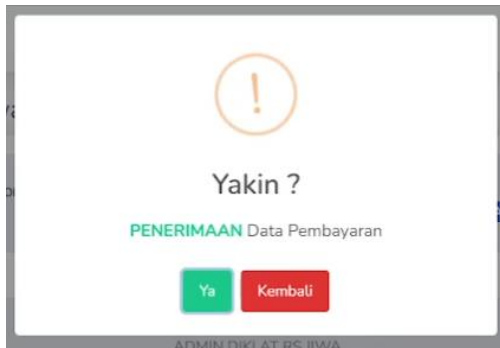 !
Yakin ?
PENERIMAAN Data Pembayaran
Ya Kembali
ADMIN DIKLAT RS JIWA